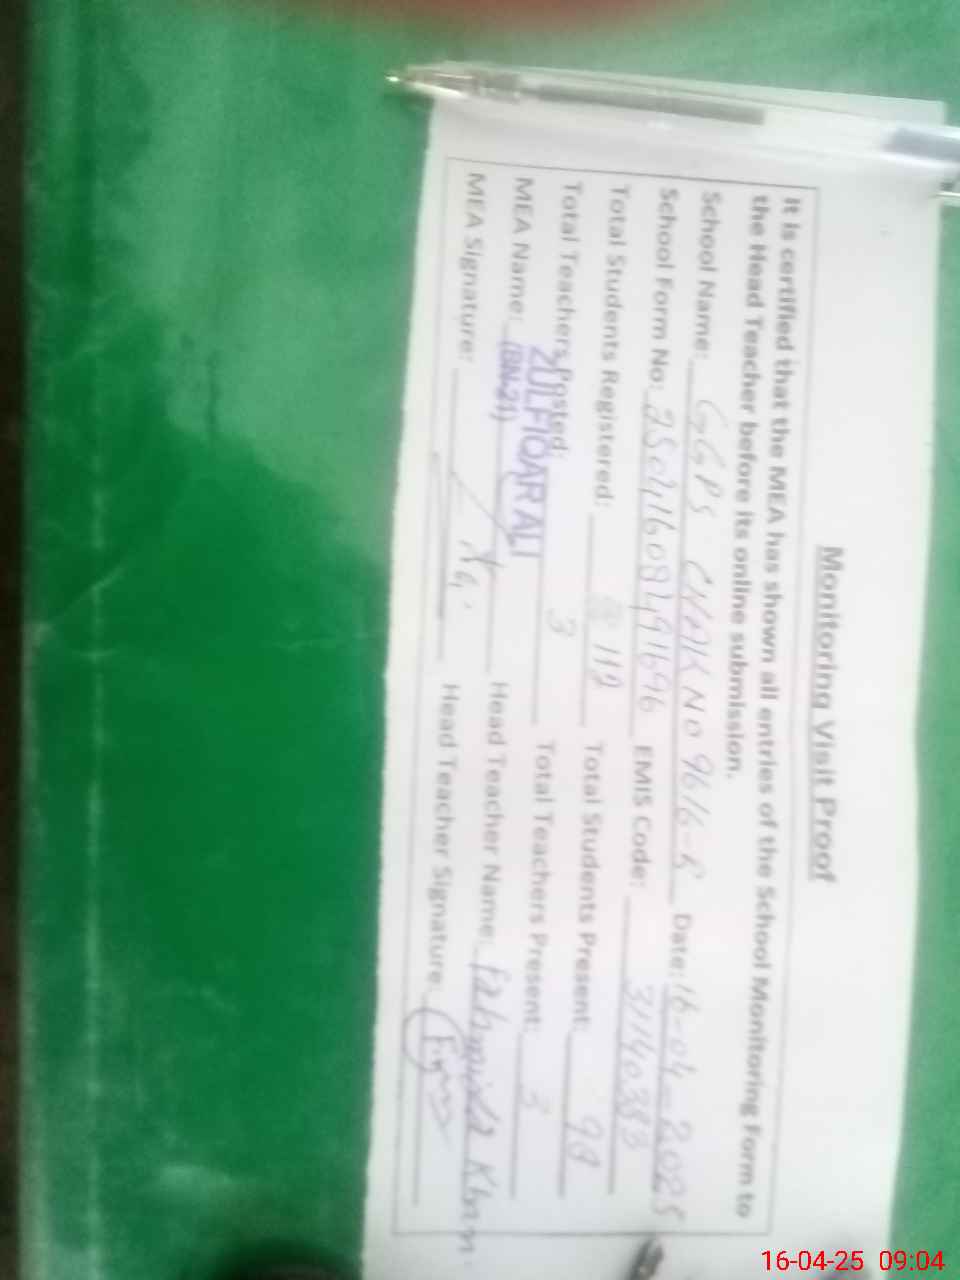 Monitoring Visit Proof
It is certified that the MEA has shown all entries of the School Monitoring Form to
the Head Teacher before its online submission.
School Name: GGPS CHAK NO 96/6-R Date: 16-04-2025
School Form No: EMIS Code: 31140383
Total Students Registered: 112 Total Students Present: 98
Total Teachers Posted: 3 Total Teachers Present: 3
MEA Name: ZULFIQAR ALI (BN-21) Head Teacher Name: Fahmida Khan
MEA Signature: Head Teacher Signature:
16-04-25 09:04